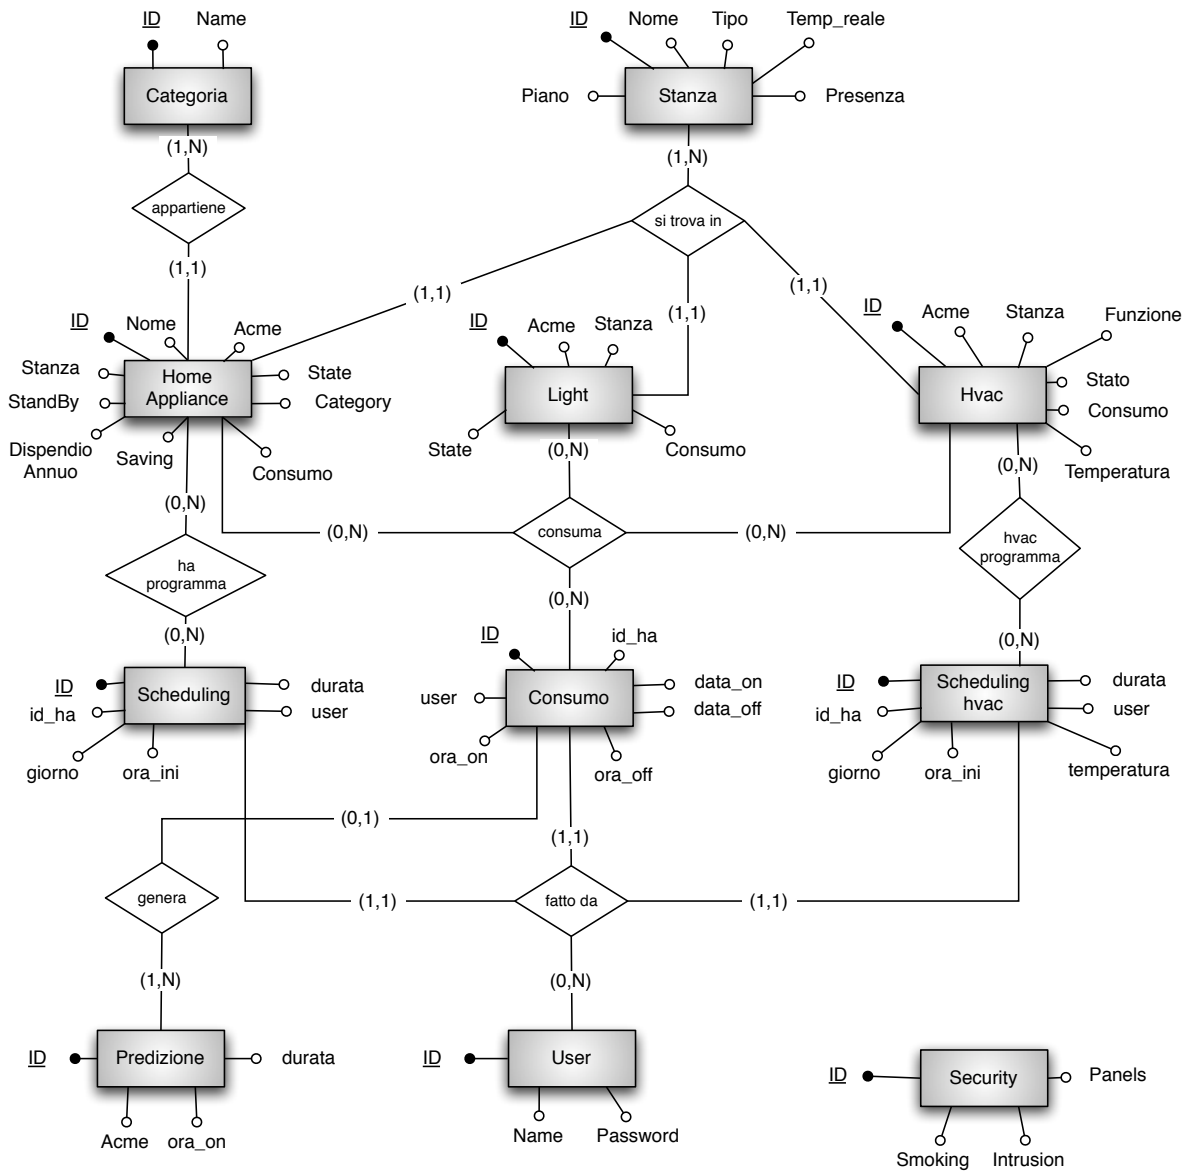 ID
Name
Categoria
(1,N)
appartiene
(1,1)
ID
Nome
Tipo
Temp_reale
Piano
Stanza
Presenza
(1,N)
si trova in
(1,1)
(1,1)
(1,1)
ID
Nome
Acme
Stanza
Home
Appliance
State
StandBy
Category
Dispendio
Annuo
Saving
Consumo
ID
Acme
Stanza
Light
State
Consumo
ID
Acme
Stanza
Funzione
Hvac
Stato
Consumo
Temperatura
(0,N)
(0,N)
(0,N)
(0,N)
(0,N)
consuma
ha
programma
hvac
programma
(0,N)
(0,N)
(0,N)
ID
Scheduling
durata
id_ha
user
giorno
ora_ini
ID
id_ha
user
Consumo
data_on
data_off
ora_on
ora_off
ID
Scheduling
hvac
durata
id_ha
user
giorno
ora_ini
temperatura
(0,1)
(1,1)
genera
(1,1)
fatto da
(1,1)
(1,N)
(0,N)
ID
Predizione
durata
Acme
ora_on
ID
User
Name
Password
ID
Security
Panels
Smoking
Intrusion